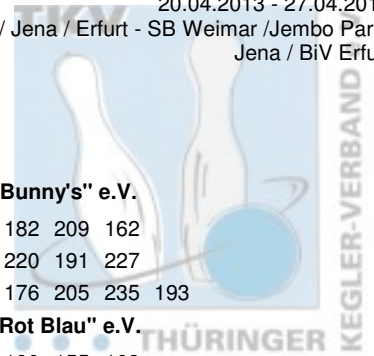 20.04.2013 - 27.04.201
/ Jena / Erfurt - SB Weimar /Jembo Par
Jena / BiV Erfu
TKV
Bunny's" e.V.
182 209 162
220 191 227
176 205 235 193
Rot Blau" e.V.
THÜRINGER
KEGLER-VERBAND